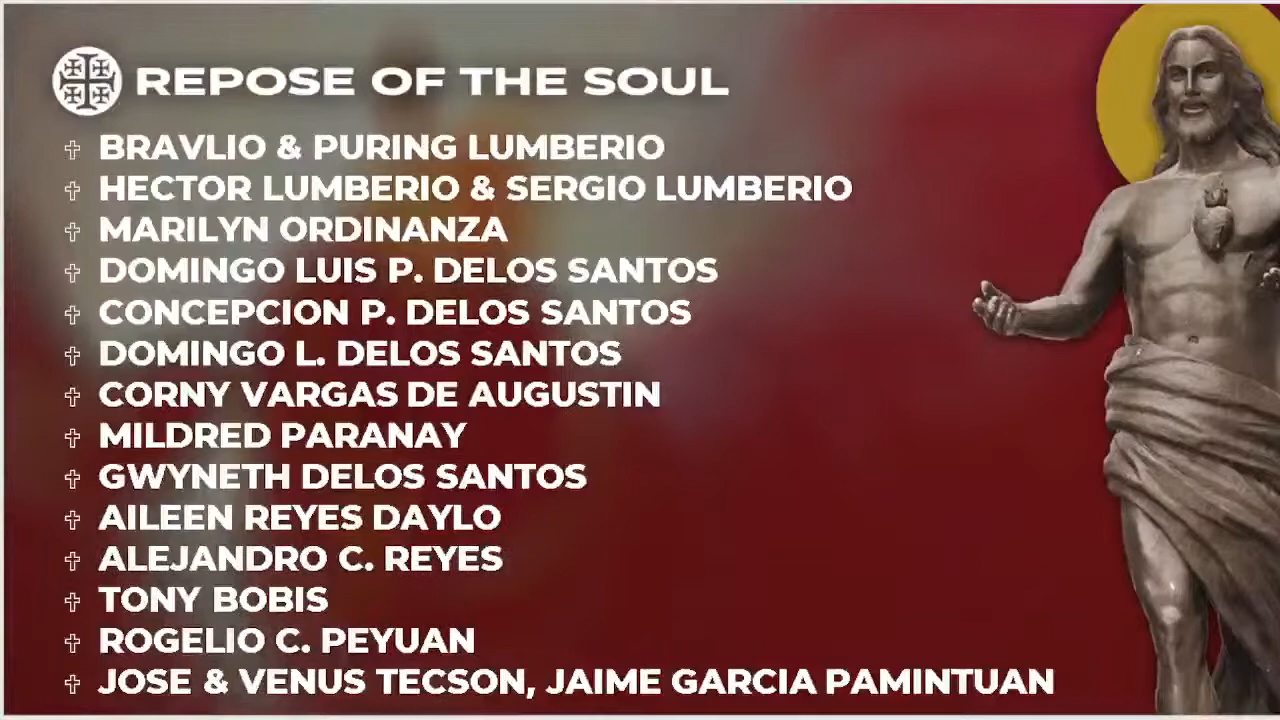 REPOSE OF THE SOUL
BRAVLIO & PURING LUMBERIO
HECTOR LUMBERIO & SERGIO LUMBERIO
MARILYN ORDINANZA
DOMINGO LUIS P. DELOS SANTOS
CONCEPCION P. DELOS SANTOS
DOMINGO L. DELOS SANTOS
CORNY VARGAS DE AUGUSTIN
MILDRED PARANAY
GWYNETH DELOS SANTOS
AILEEN REYES DAYLO
ALEJANDRO C. REYES
TONY BOBIS
ROGELIO C. PEYUAN
JOSE & VENUS TECSON, JAIME GARCIA PAMINTUAN